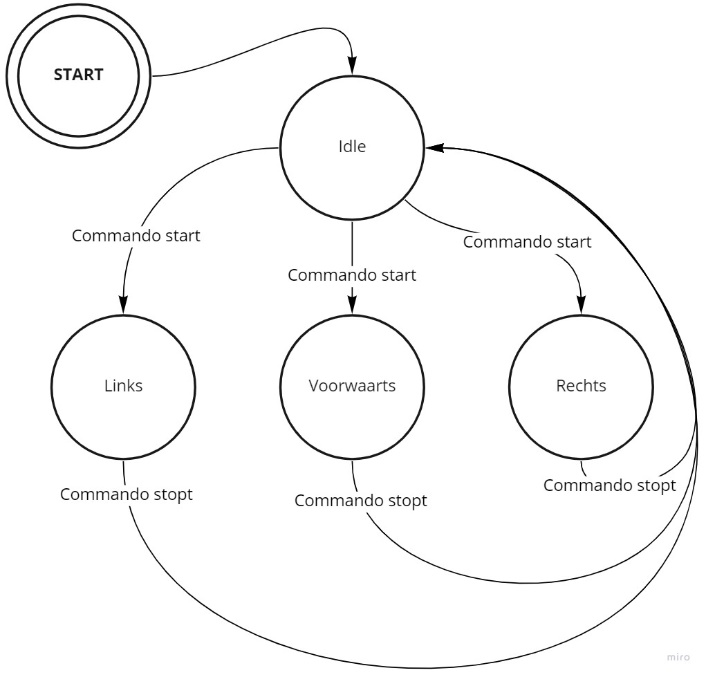 START
Idle
Commando start
Commando start
Commando start
Links
Voorwaarts
Rechts
Commando stopt
Commando stopt
Commando stopt
miro